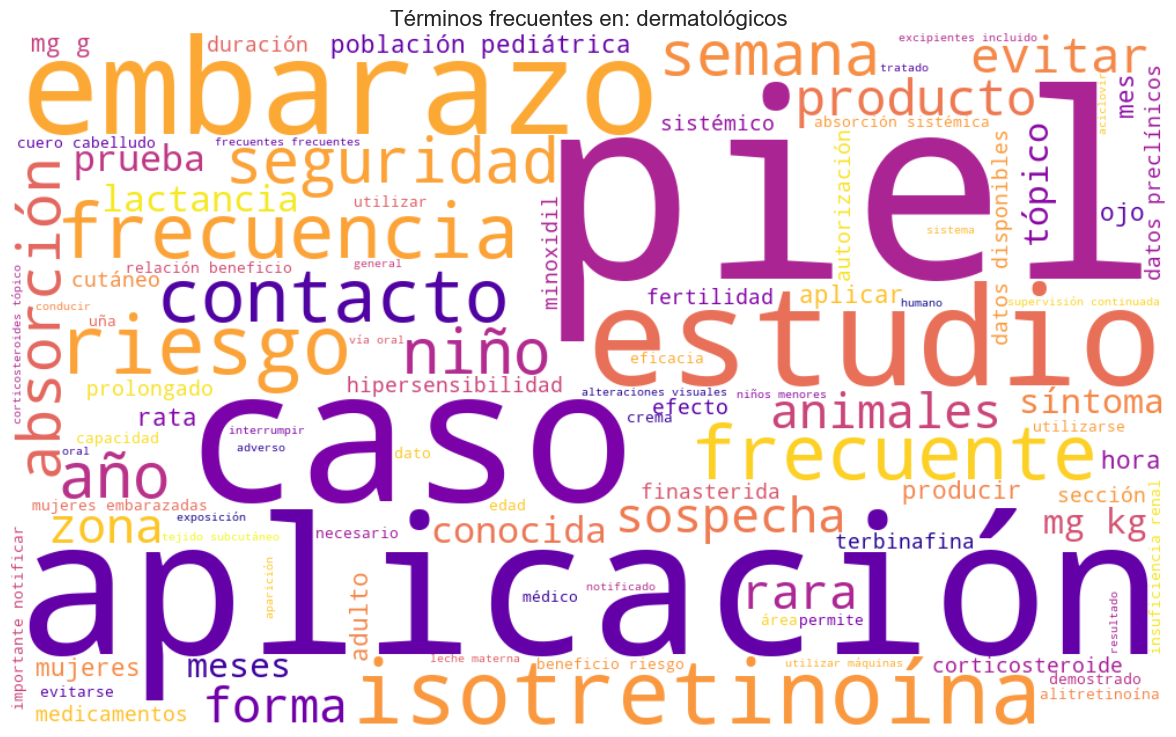 Términos frecuentes en: dermatológicos
mg g
duración
población pediátrica
semana
excipientes incluido
evitar
tratado
embarazo
producto
mes
aciclovir
datos preclínicos
cuero cabelludo
frecuentes frecuentes
sistémico
absorción sistémica
prueba
seguridad
piel
autorización
datos disponibles
tópico
absorción
lactancia
utilizar
ojo
frecuencia
sistema
minoxidil
corticosteroides tópico
relación beneficio
general
cutáneo
contacto
fertilidad
aplicar
humano
supervisión continuada
conducir
uña
riesgo
vía oral
niño
estudio
eficacia
prolongado
hipersensibilidad
alteraciones visuales
niños menores
rata
caso
efecto
crema
animales
síntoma
utilizarse
capacidad
interrumpir
adverso
oral
dato
frecuente
hora
año
finasterida
producir
sección
mujeres embarazadas
edad
zona
exposición
tejido subcutáneo
necesario
conocida
sospecha
mg kg
terbinafina
insuficiencia renal
importante notificar
aplicación
aparición
adulto
médico
notificado
rara
área
permite
resultado
mujeres
meses
leche materna
beneficio riesgo
utilizar máquinas
corticosteroide
demostrado
evitarse
forma
isotretinoína
alitretinoína
medicamentos